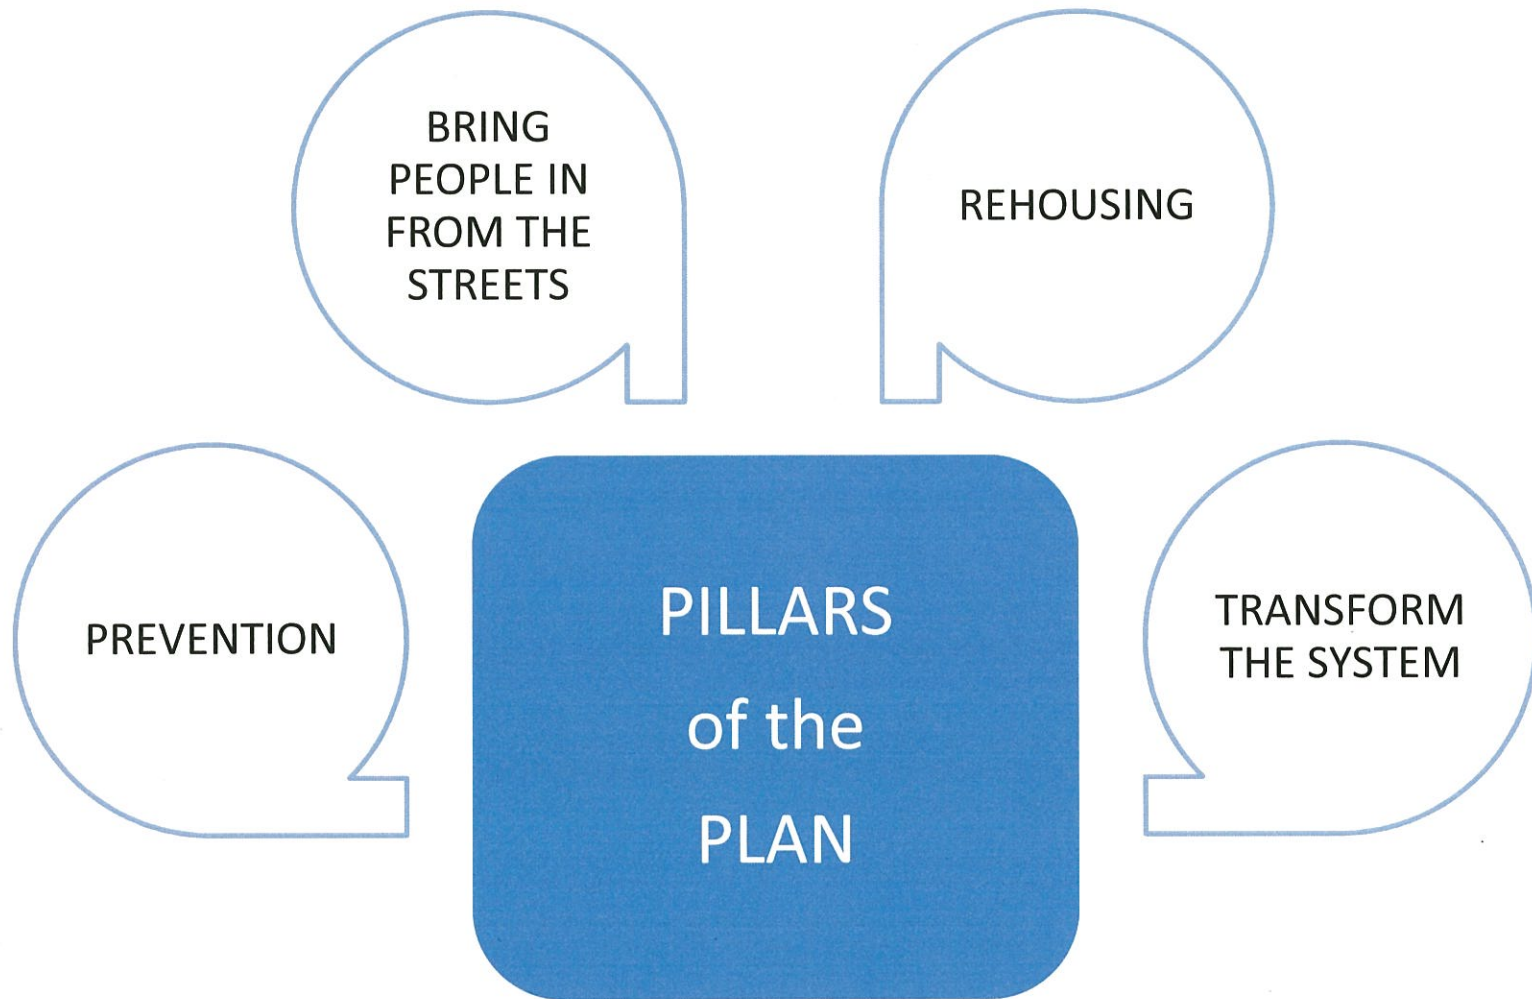 BRING
PEOPLE IN
FROM THE
STREETS
REHOUSING
PREVENTION
PILLARS
of the
PLAN
TRANSFORM
THE SYSTEM